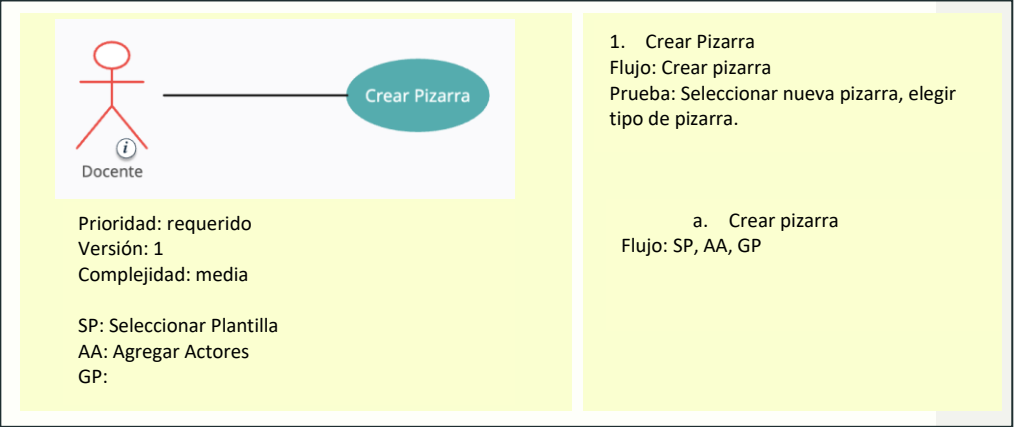 Crear Pizarra
i
Docente
Prioridad: requerido
Versión: 1
Complejidad: media
SP: Seleccionar Plantilla
AA: Agregar Actores
GP:
1. Crear Pizarra
Flujo: Crear pizarra
Prueba: Seleccionar nueva pizarra, elegir
tipo de pizarra.
a. Crear pizarra
Flujo: SP, AA, GP